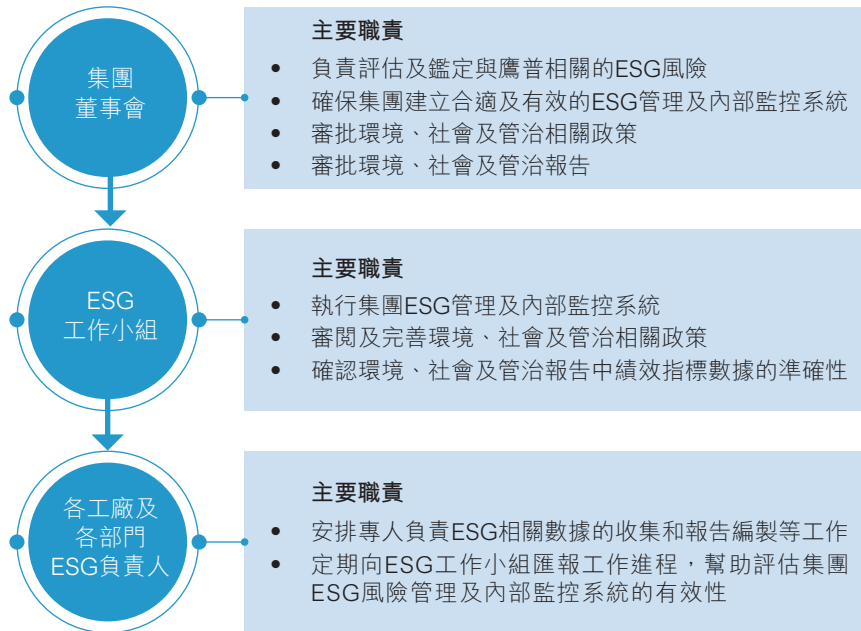 集團
董事會
主要職責
• 負責評估及鑑定與鷹普相關的ESG風險
• 確保集團建立合適及有效的ESG管理及內部監控系統
• 審批環境、社會及管治相關政策
• 審批環境、社會及管治報告
ESG
工作小組
主要職責
• 執行集團ESG管理及內部監控系統
• 審閱及完善環境、社會及管治相關政策
• 確認環境、社會及管治報告中績效指標數據的準確性
各工廠及
各部門
ESG負責人
主要職責
• 安排專人負責ESG相關數據的收集和報告編製等工作
• 定期向ESG工作小組匯報工作進程，幫助評估集團
ESG風險管理及內部監控系統的有效性